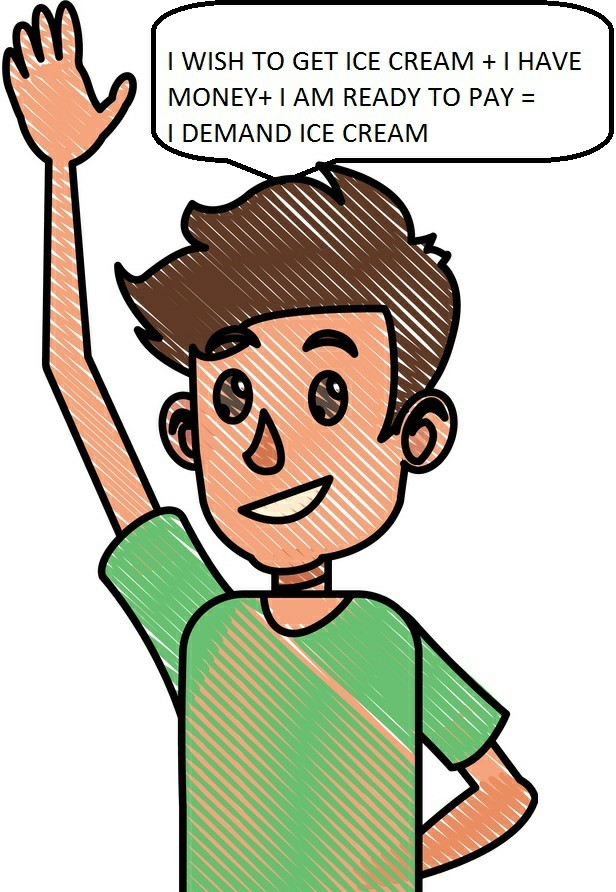 I WISH TO GET ICE CREAM + I HAVE
MONEY+ I AM READY TO PAY =
I DEMAND ICE CREAM